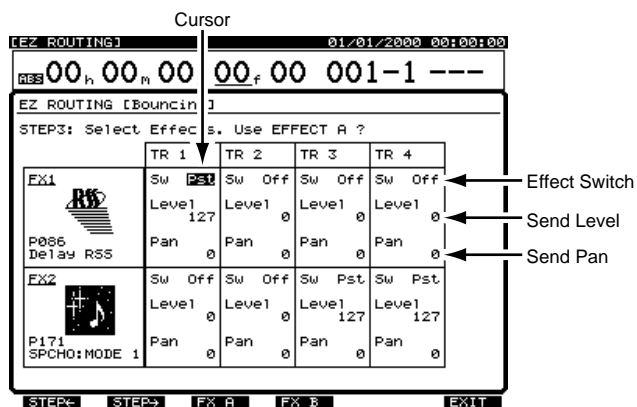 Cursor
[EZ ROUTING] 01/01/2000 00:00:00
ABS 00h 00m 00 00f 00 001-1 ---
EZ ROUTING [Bouncin ]
STEP3: Select Effec s. Use EFFECT A ?
TR 1 TR 2 TR 3 TR 4
FX1 Sw Pst Sw Off Sw Off Sw Off Effect Switch
RSS Level Level Level Level
127 0 0 0 Send Level
P086 Pan Pan Pan Pan
Delay RSS 0 0 0 0 Send Pan
FX2 Sw Off Sw Off Sw Pst Sw Pst
Level Level Level Level
0 0 127 127
P171 Pan Pan Pan Pan
SPCHO:MODE 1 0 0 0 0
STEP← STEP→ FX A FX B EXIT